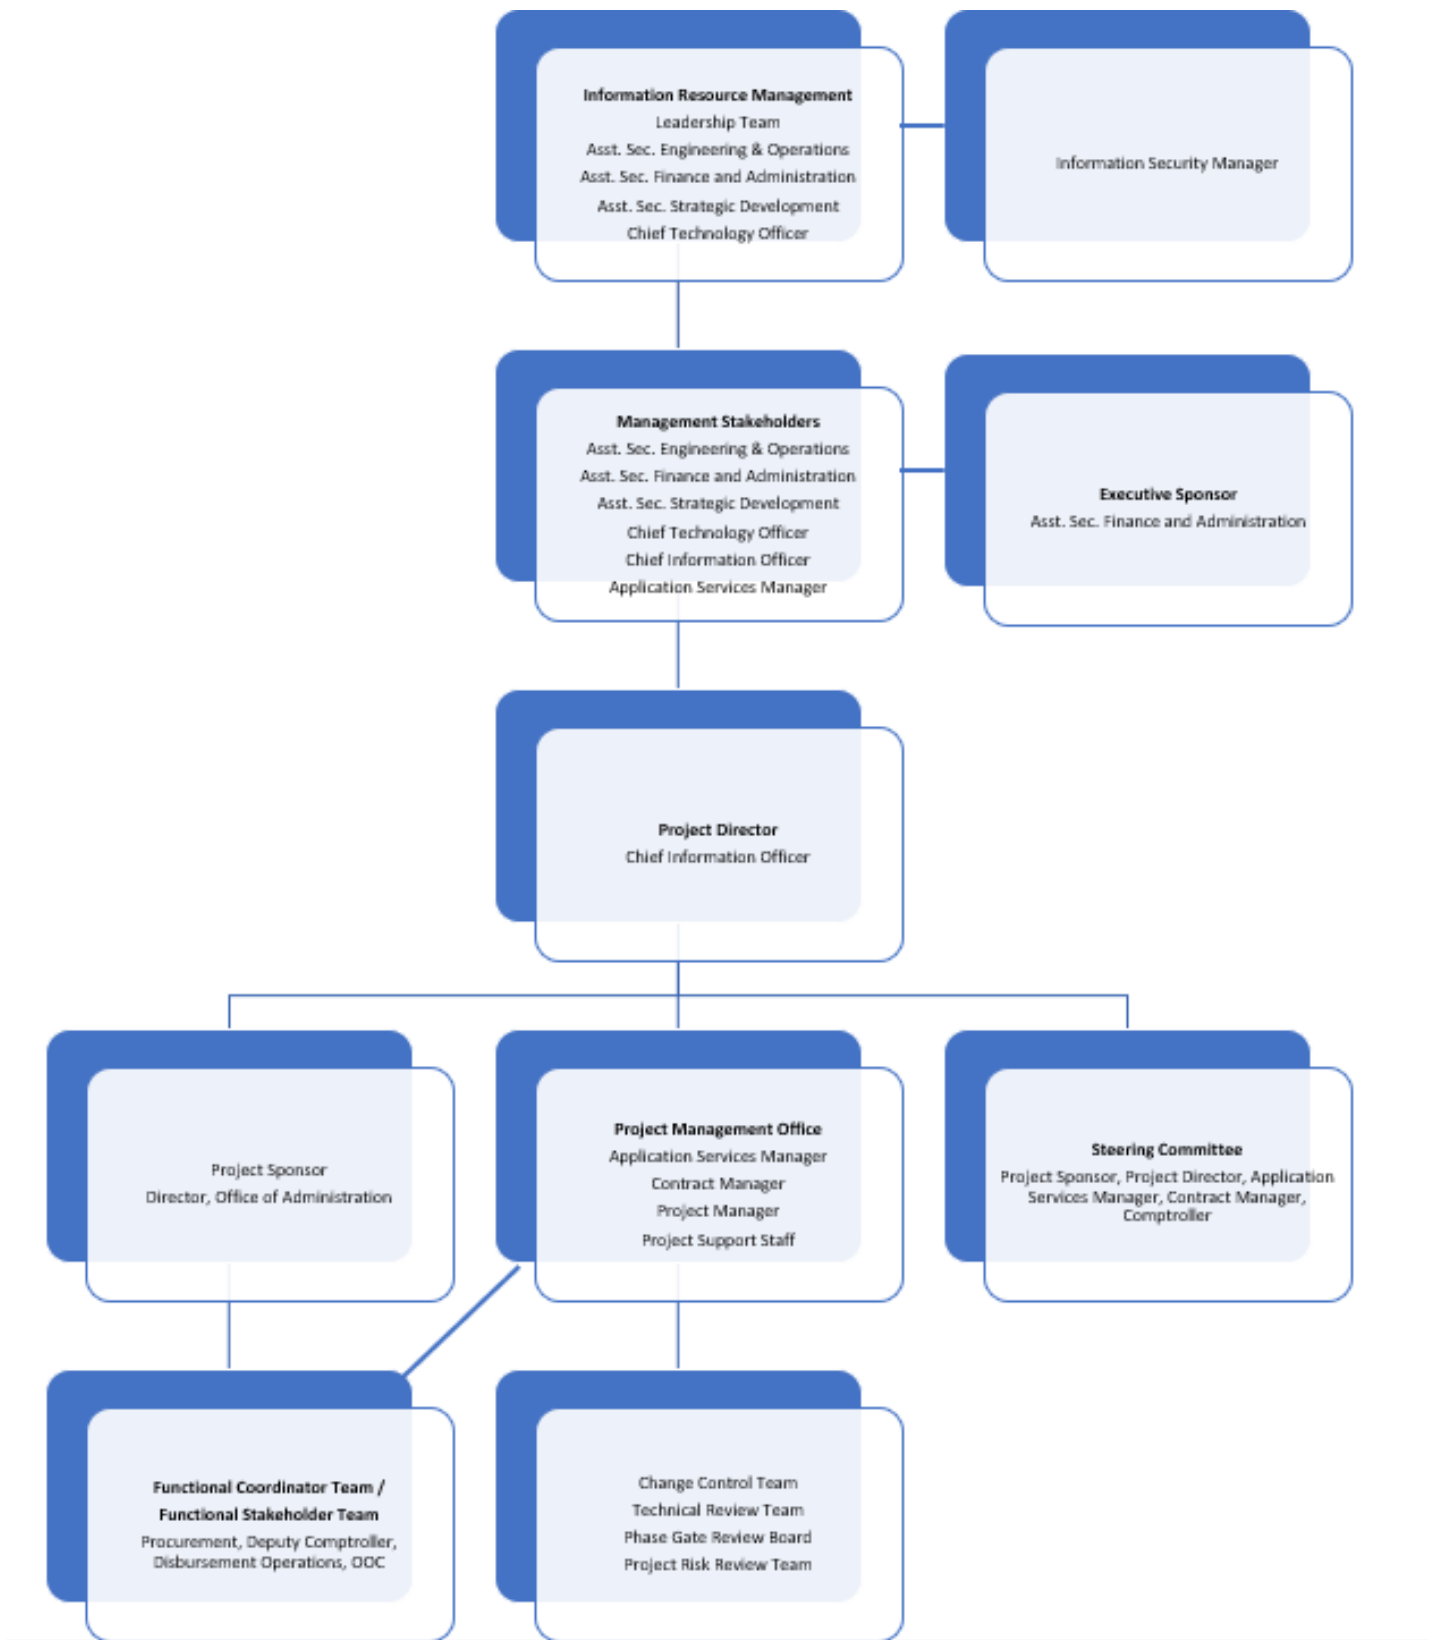 Information Resource Management
Leadership Team
Asst. Sec. Engineering & Operations
Asst. Sec. Finance and Administration
Asst. Sec. Strategic Development
Chief Technology Officer
Information Security Manager
Management Stakeholders
Asst. Sec. Engineering & Operations
Asst. Sec. Finance and Administration
Asst. Sec. Strategic Development
Chief Technology Officer
Chief Information Officer
Application Services Manager
Executive Sponsor
Asst. Sec. Finance and Administration
Project Director
Chief Information Officer
Project Sponsor
Director, Office of Administration
Project Management Office
Application Services Manager
Contract Manager
Project Manager
Project Support Staff
Steering Committee
Project Sponsor, Project Director, Application
Services Manager, Contract Manager,
Comptroller
Functional Coordinator Team /
Functional Stakeholder Team
Procurement, Deputy Comptroller,
Disbursement Operations, OOC
Change Control Team
Technical Review Team
Phase Gate Review Board
Project Risk Review Team